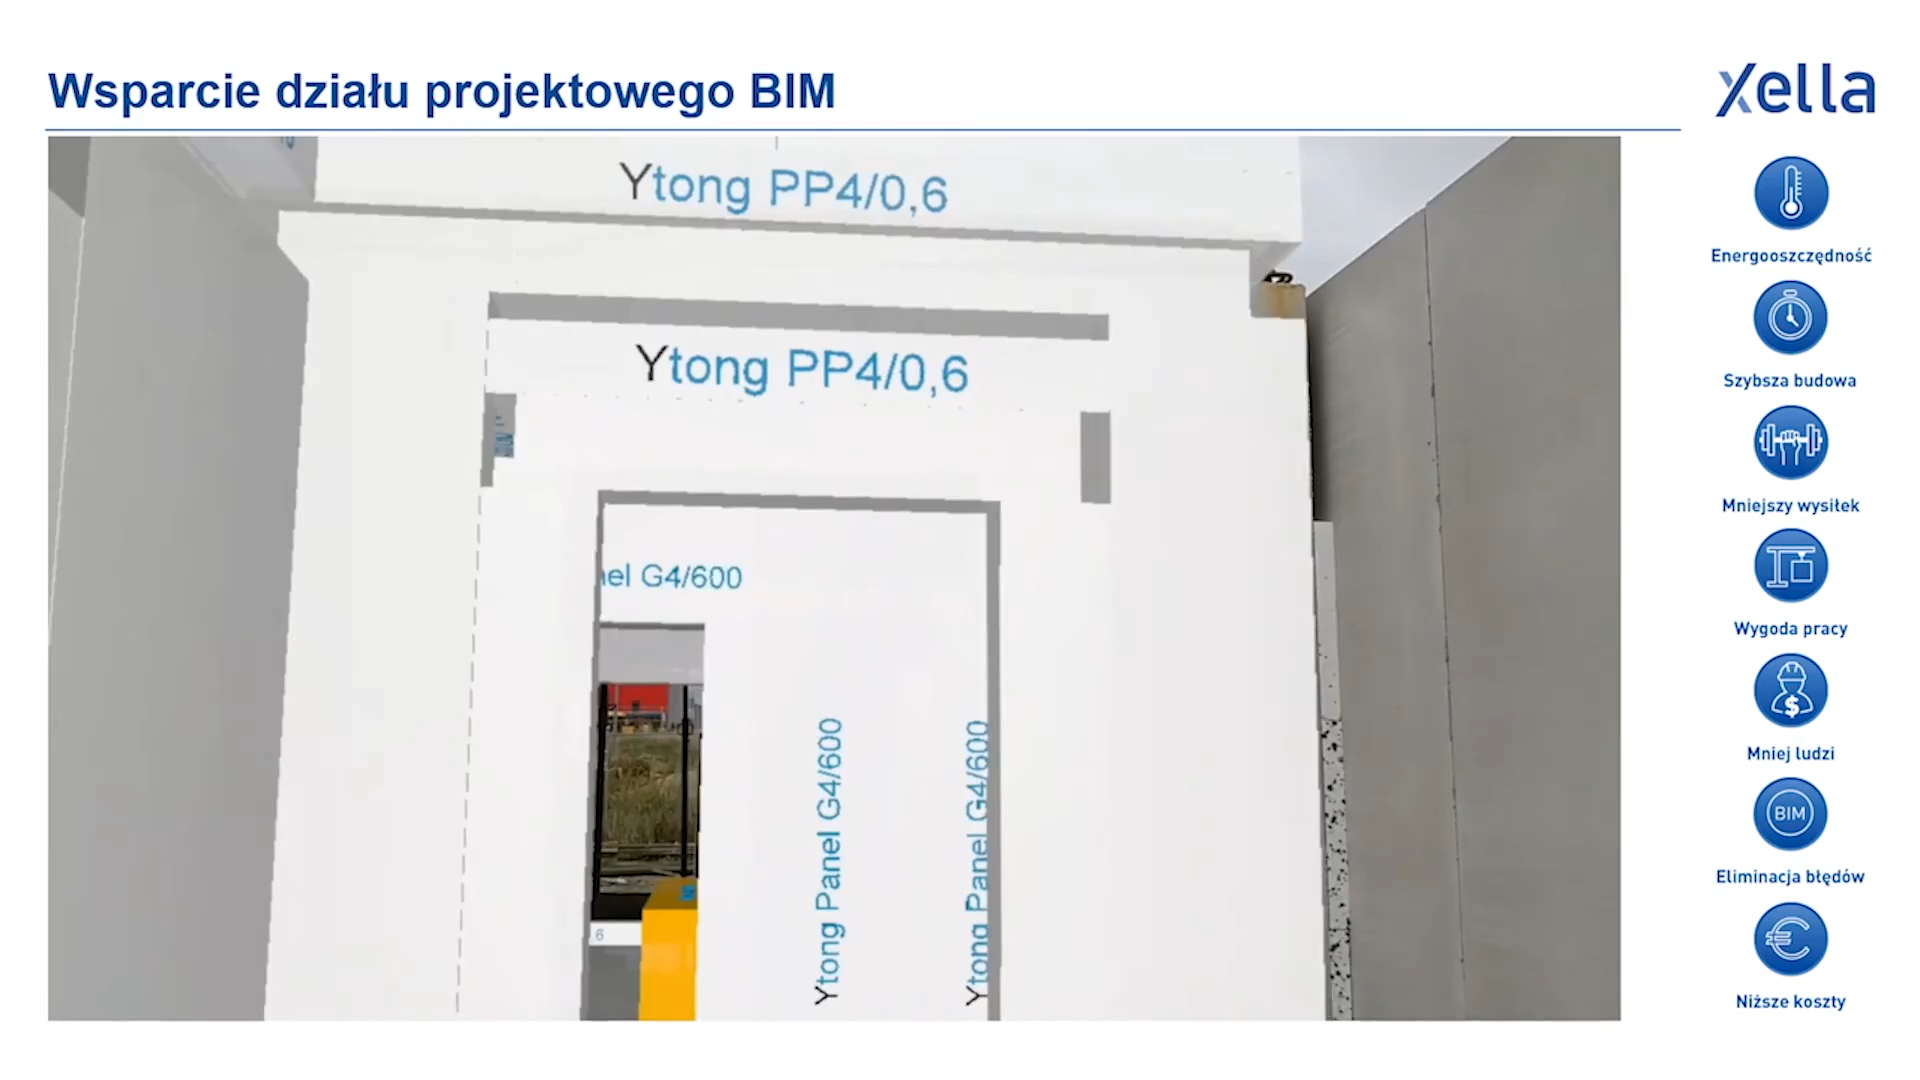 Wsparcie działu projektowego BIM
xella
Ytong PP4/0,6
Ytong PP4/0,6
G4/600
Ytong Panel G4/600
Ytong Panel G4/600
6
Energooszczędność
Szybsza budowa
Mniejszy wysiłek
Wygoda pracy
Mniej ludzi
BIM
Eliminacja błędów
Niższe koszty